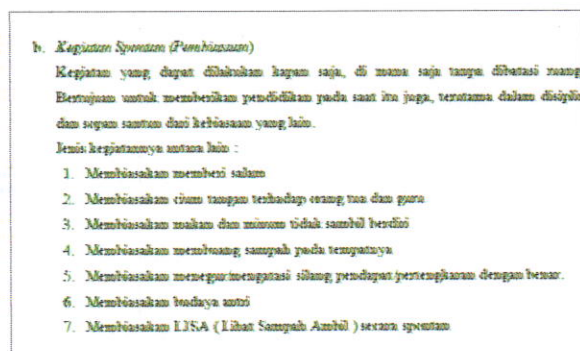 b. Kegiatan Spontan (Pembiasaan)
Kegiatan yang dapat dilakukan kapan saja, di mana saja tanpa dibatasi ruang
Bertujuan untuk memberikan pendidikan pada saat itu juga, terutama dalam disiplin
dan sopan santun dari kebiasaan yang lain.
Jenis kegiatannya antara lain :
1. Membiasakan memberi salam
2. Membiasakan cium tangan terhadap orang tua dan guru
3. Membiasakan makan dan minum tidak sambil berdiri
4. Membiasakan membuang sampah pada tempatnya
5. Membiasakan menegur/mengatasi silang pendapat/pertengkaran dengan benar.
6. Membiasakan budaya antri
7. Membiasakan LISA ( Lihat Sampah Ambil ) secara spontan